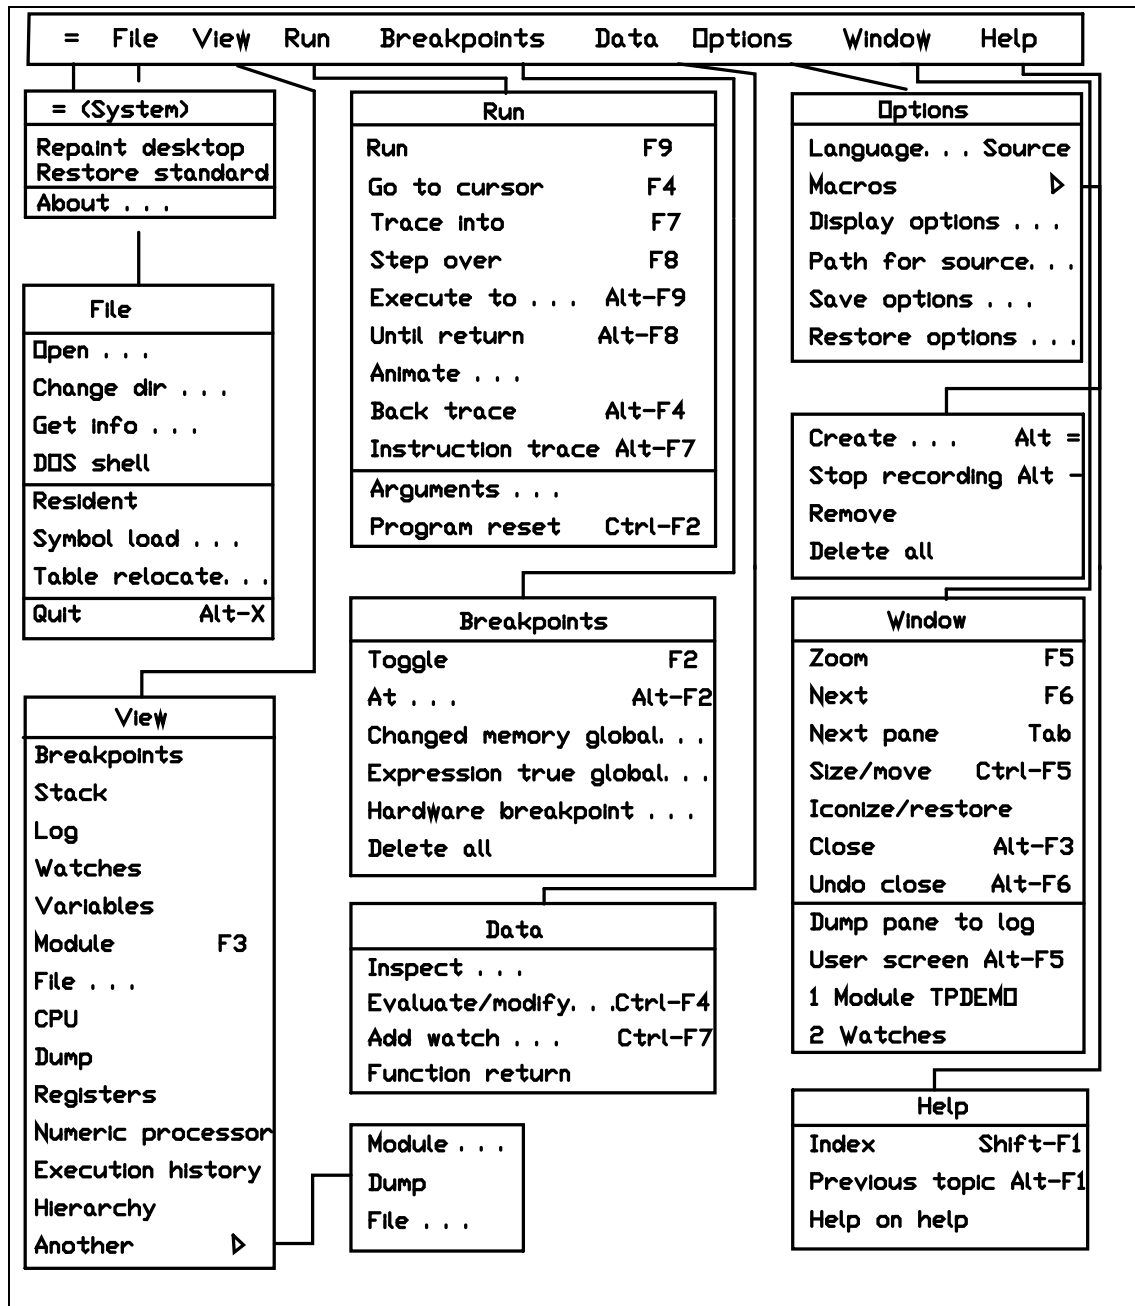 = File View Run Breakpoints Data Options Window Help
= (System)
Repaint desktop
Restore standard
About . . .
File
Open . . .
Change dir . . .
Get info . . .
DOS shell
Resident
Symbol load . . .
Table relocate. . .
Quit Alt-X
View
Breakpoints
Stack
Log
Watches
Variables
Module F3
File . . .
CPU
Dump
Registers
Numeric processor
Execution history
Hierarchy
Another
Run
Run F9
Go to cursor F4
Trace into F7
Step over F8
Execute to . . . Alt-F9
Until return Alt-F8
Animate . . .
Back trace Alt-F4
Instruction trace Alt-F7
Arguments . . .
Program reset Ctrl-F2
Breakpoints
Toggle F2
At . . . Alt-F2
Changed memory global. . .
Expression true global. . .
Hardware breakpoint . . .
Delete all
Data
Inspect . . .
Evaluate/modify. . .Ctrl-F4
Add watch . . . Ctrl-F7
Function return
Module . . .
Dump
File . . .
Options
Language. . . Source
Macros
Display options . . .
Path for source. . .
Save options . . .
Restore options . . .
Create . . . Alt =
Stop recording Alt -
Remove
Delete all
Window
Zoom F5
Next F6
Next pane Tab
Size/move Ctrl-F5
Iconize/restore
Close Alt-F3
Undo close Alt-F6
Dump pane to log
User screen Alt-F5
1 Module TPDEMO
2 Watches
Help
Index Shift-F1
Previous topic Alt-F1
Help on help